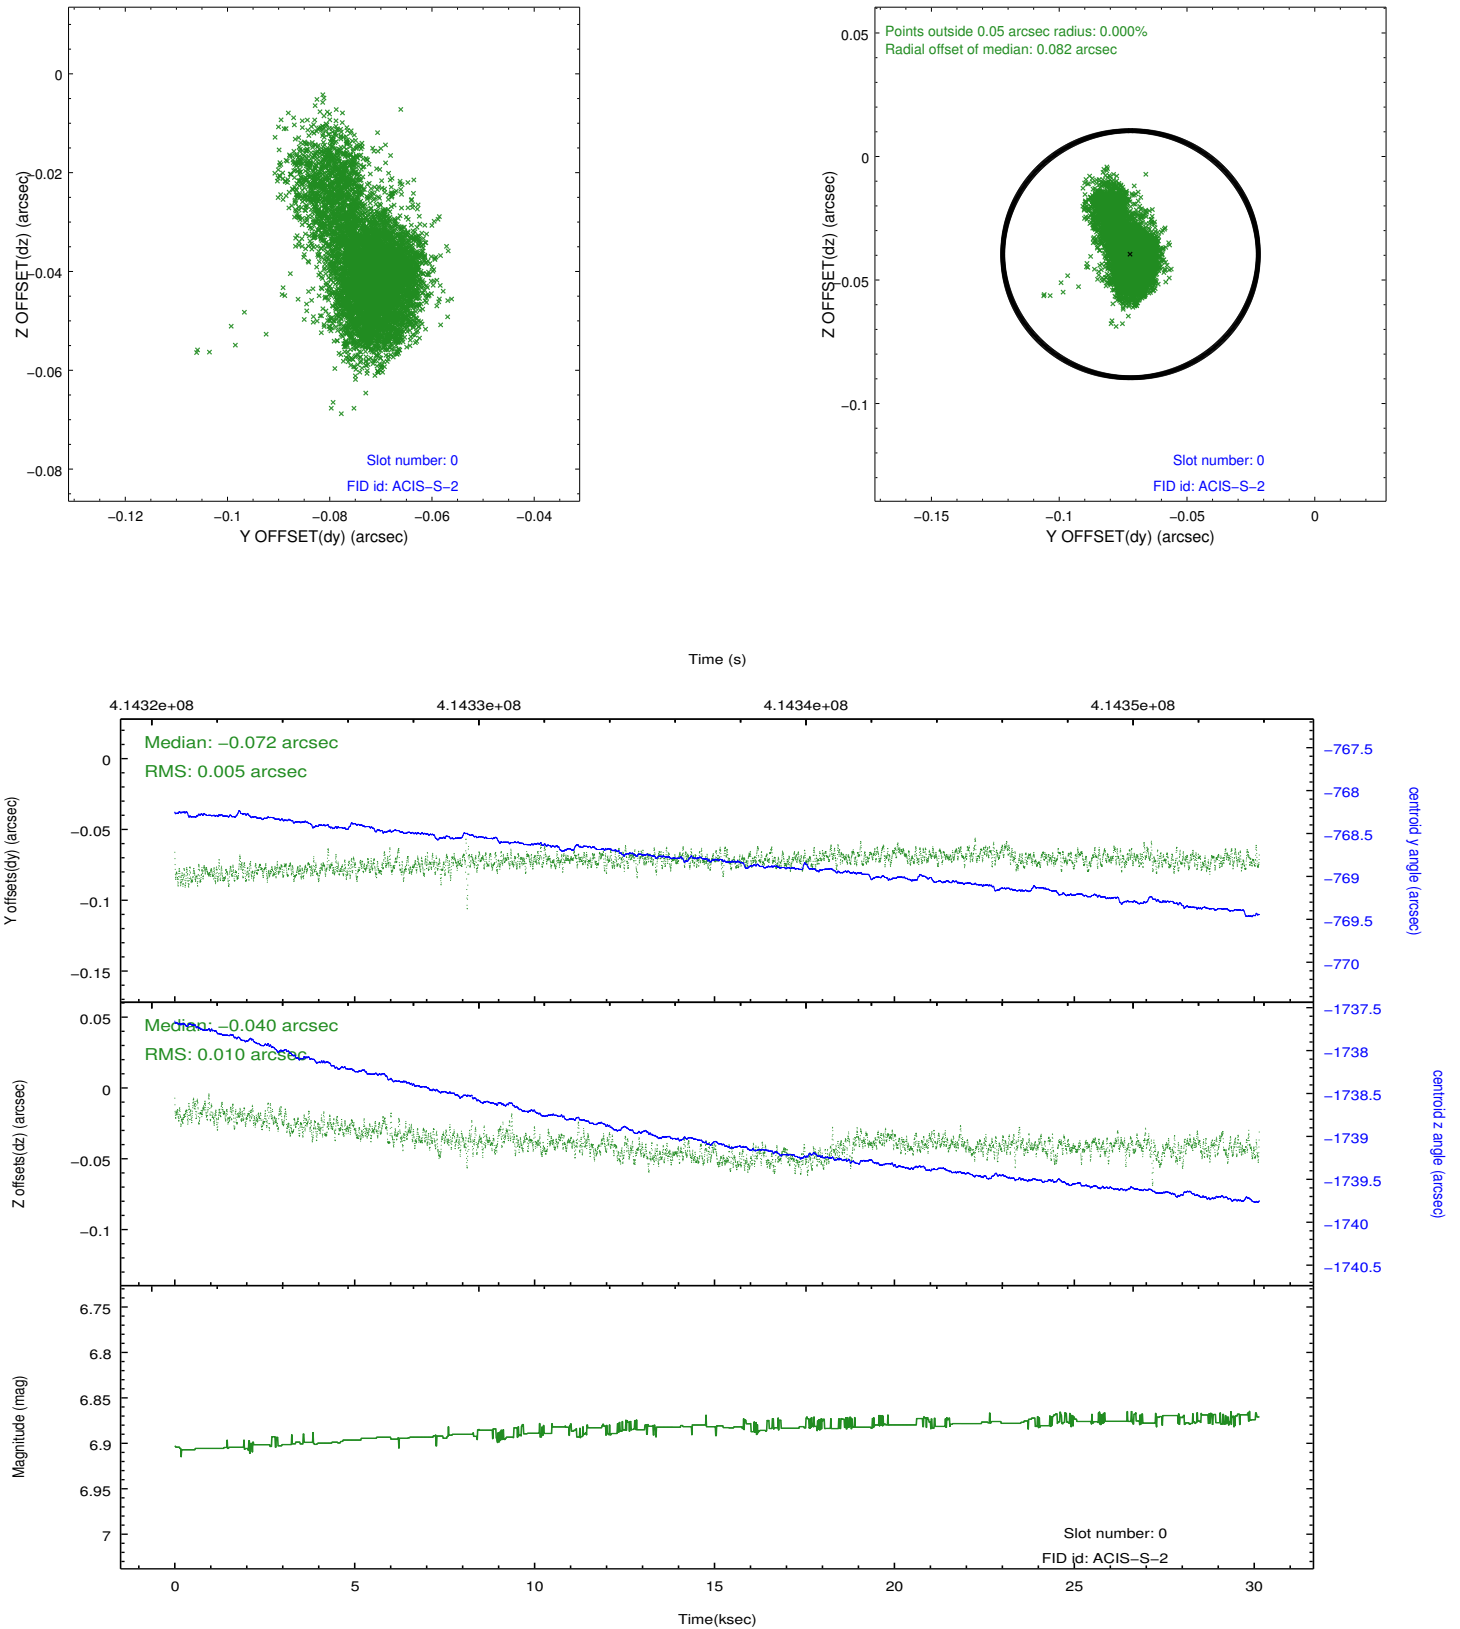 0
−0.02
−0.04
−0.06
−0.08
Z OFFSET(dz) (arcsec)
Slot number: 0
FID id: ACIS−S−2
−0.12
−0.1
−0.08
−0.06
−0.04
Y OFFSET(dy) (arcsec)
Points outside 0.05 arcsec radius: 0.000%
Radial offset of median: 0.082 arcsec
0.05
0
−0.05
−0.1
Z OFFSET(dz) (arcsec)
Slot number: 0
FID id: ACIS−S−2
−0.15
−0.1
−0.05
0
Y OFFSET(dy) (arcsec)
Time (s)
4.1432e+08
4.1433e+08
4.1434e+08
4.1435e+08
Median: −0.072 arcsec
RMS: 0.005 arcsec
0
−0.05
−0.1
−0.15
Y offsets(dy) (arcsec)
−767.5
−768
−768.5
−769
−769.5
−770
centroid y angle (arcsec)
Median: −0.040 arcsec
RMS: 0.010 arcsec
0.05
0
−0.05
−0.1
Z offsets(dz) (arcsec)
−1737.5
−1738
−1738.5
−1739
−1739.5
−1740
−1740.5
centroid z angle (arcsec)
6.75
6.8
6.85
6.9
6.95
7
Magnitude (mag)
Slot number: 0
FID id: ACIS−S−2
0
5
10
15
20
25
30
Time(ksec)